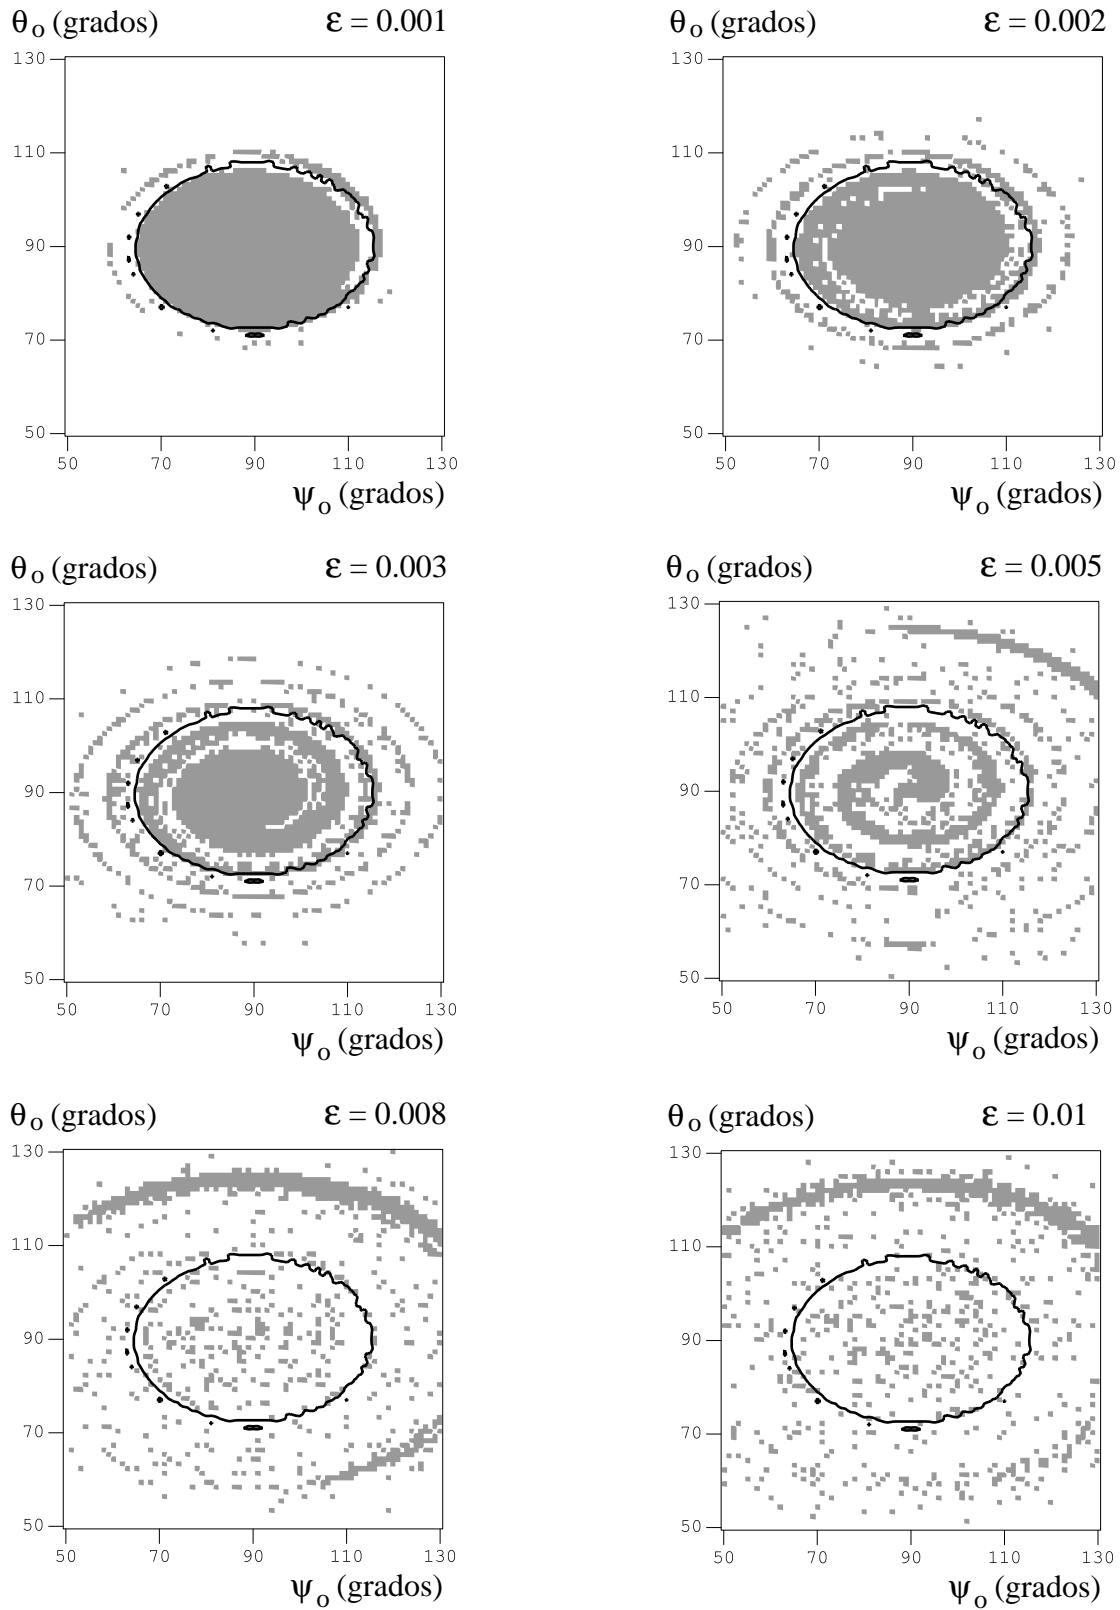 θo (grados) ε = 0.001
130
110
90
70
50
50 70 90 110 130
ψo (grados)
θo (grados) ε = 0.002
130
110
90
70
50
50 70 90 110 130
ψo (grados)
θo (grados) ε = 0.003
130
110
90
70
50
50 70 90 110 130
ψo (grados)
θo (grados) ε = 0.005
130
110
90
70
50
50 70 90 110 130
ψo (grados)
θo (grados) ε = 0.008
130
110
90
70
50
50 70 90 110 130
ψo (grados)
θo (grados) ε = 0.01
130
110
90
70
50
50 70 90 110 130
ψo (grados)